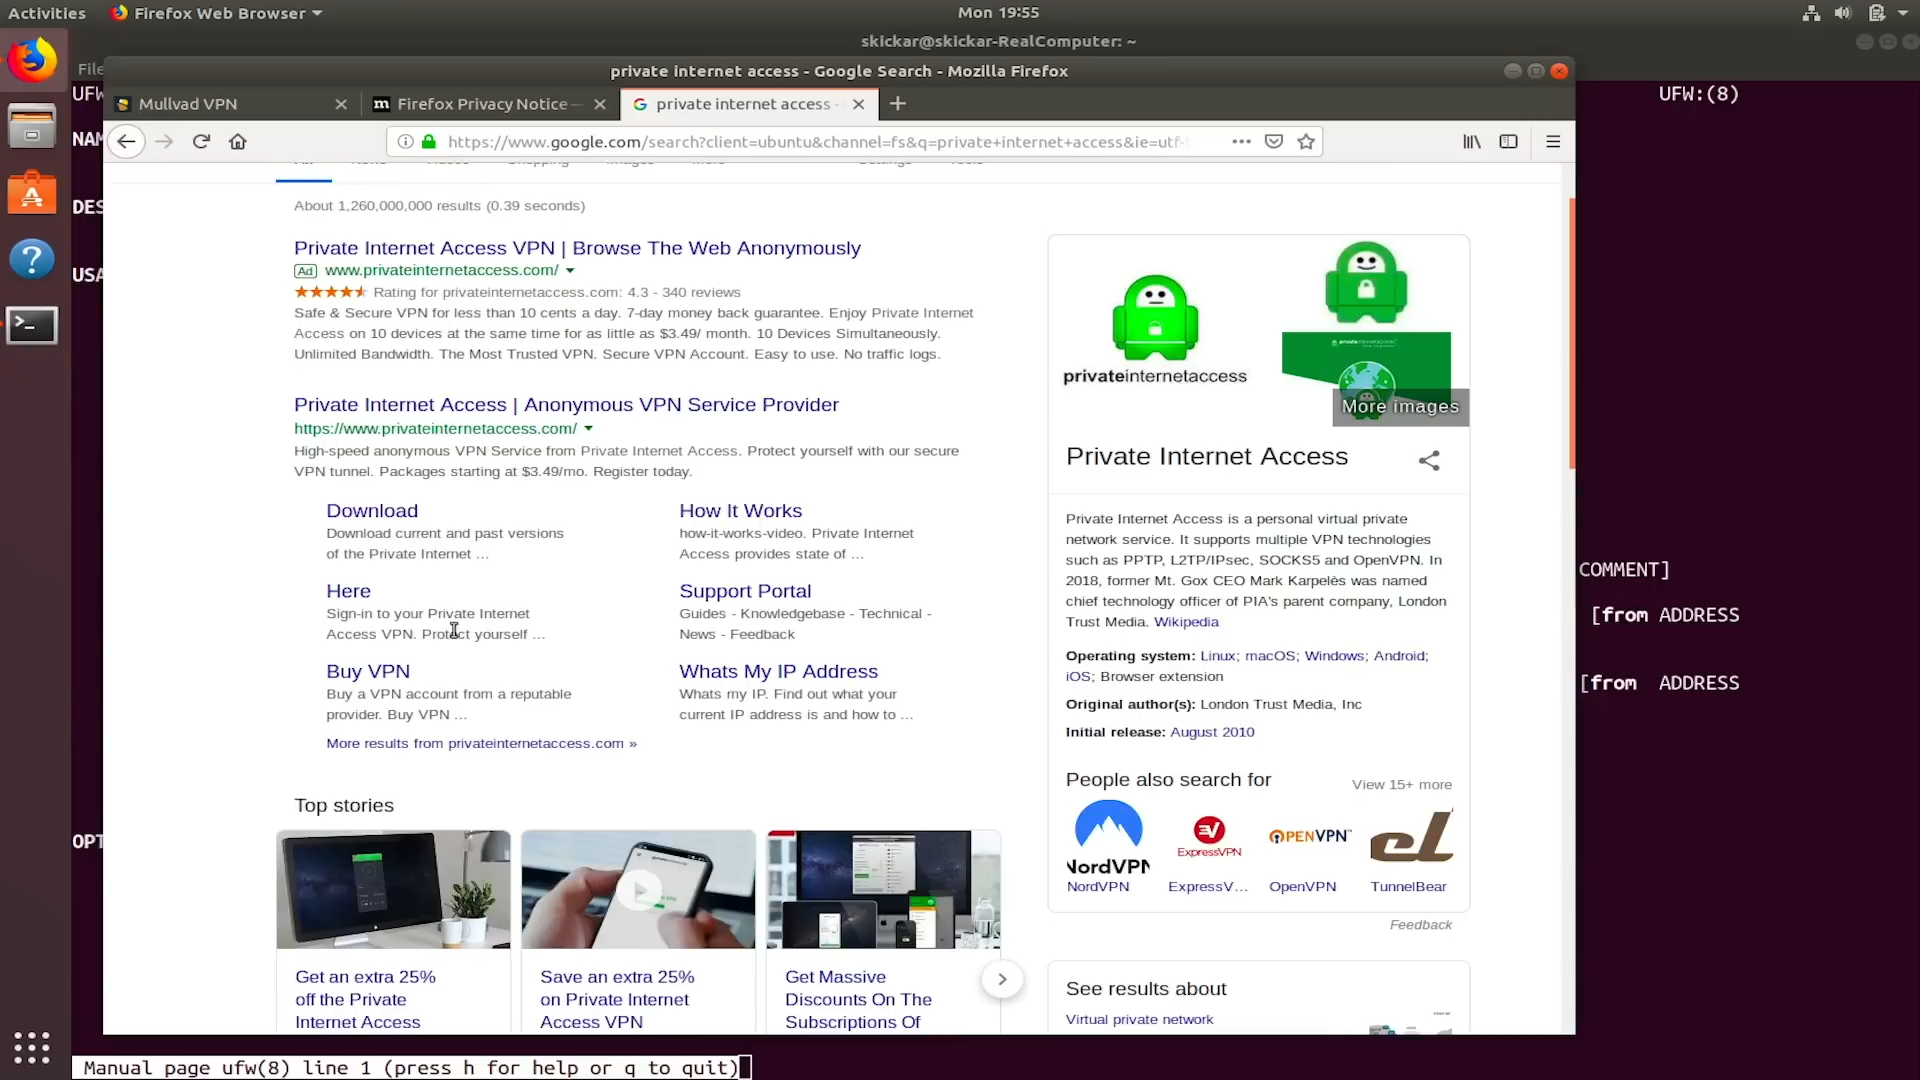 Activities
Firefox Web Browser
Mon 19:55
skickar@skickar-RealComputer: ~
File
private internet access - Google Search - Mozilla Firefox
UFW:(8)
Mullvad VPN
Firefox Privacy Notice —
private internet access -
https://www.google.com/search?client=ubuntu&channel=fs&q=private+internet+access&ie=utf-
About 1,260,000,000 results (0.39 seconds)
Private Internet Access VPN | Browse The Web Anonymously
Ad www.privateinternetaccess.com/
Rating for privateinternetaccess.com: 4.3 - 340 reviews
Safe & Secure VPN for less than 10 cents a day. 7-day money back guarantee. Enjoy Private Internet
Access on 10 devices at the same time for as little as $3.49/ month. 10 Devices Simultaneously.
Unlimited Bandwidth. The Most Trusted VPN. Secure VPN Account. Easy to use. No traffic logs.
Private Internet Access | Anonymous VPN Service Provider
https://www.privateinternetaccess.com/
High-speed anonymous VPN Service from Private Internet Access. Protect yourself with our secure
VPN tunnel. Packages starting at $3.49/mo. Register today.
Download
Download current and past versions
of the Private Internet ...
How It Works
how-it-works-video. Private Internet
Access provides state of ...
Here
Sign-in to your Private Internet
Access VPN. Protect yourself ...
Support Portal
Guides - Knowledgebase - Technical -
News - Feedback
Buy VPN
Buy a VPN account from a reputable
provider. Buy VPN ...
Whats My IP Address
Whats my IP. Find out what your
current IP address is and how to ...
More results from privateinternetaccess.com »
Top stories
Get an extra 25%
off the Private
Internet Access
Save an extra 25%
on Private Internet
Access VPN
Get Massive
Discounts On The
Subscriptions Of
privateinternetaccess
More images
Private Internet Access
Private Internet Access is a personal virtual private
network service. It supports multiple VPN technologies
such as PPTP, L2TP/IPsec, SOCKS5 and OpenVPN. In
2018, former Mt. Gox CEO Mark Karpelès was named
chief technology officer of PIA's parent company, London
Trust Media. Wikipedia
Operating system: Linux; macOS; Windows; Android;
iOS; Browser extension
Original author(s): London Trust Media, Inc
Initial release: August 2010
People also search for
View 15+ more
NordVPN
ExpressVPN
OPENVPN
NordVPN
ExpressV...
OpenVPN
TunnelBear
Feedback
See results about
Virtual private network
COMMENT]
[from ADDRESS
[from ADDRESS
Manual page ufw(8) line 1 (press h for help or q to quit)